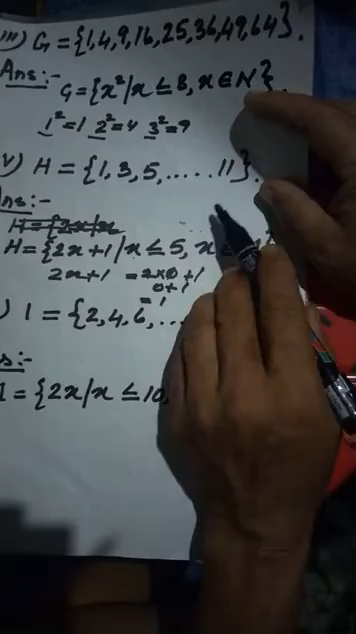 iii) G = {1,4,9,16,25,36,49,64}.
Ans:-
G = {x²/x ≤ 8, x ∈ N}.
1²=1 2²=4 3²=9
v) H = {1, 3, 5, ..... 11}.
Ans:-
H = {2x/x
H = {2x+1/x ≤ 5, x
2x+1 = 2×0+1
0+1
= 1
) I = {2, 4, 6, ...
s:-
I = {2x/x ≤ 10,